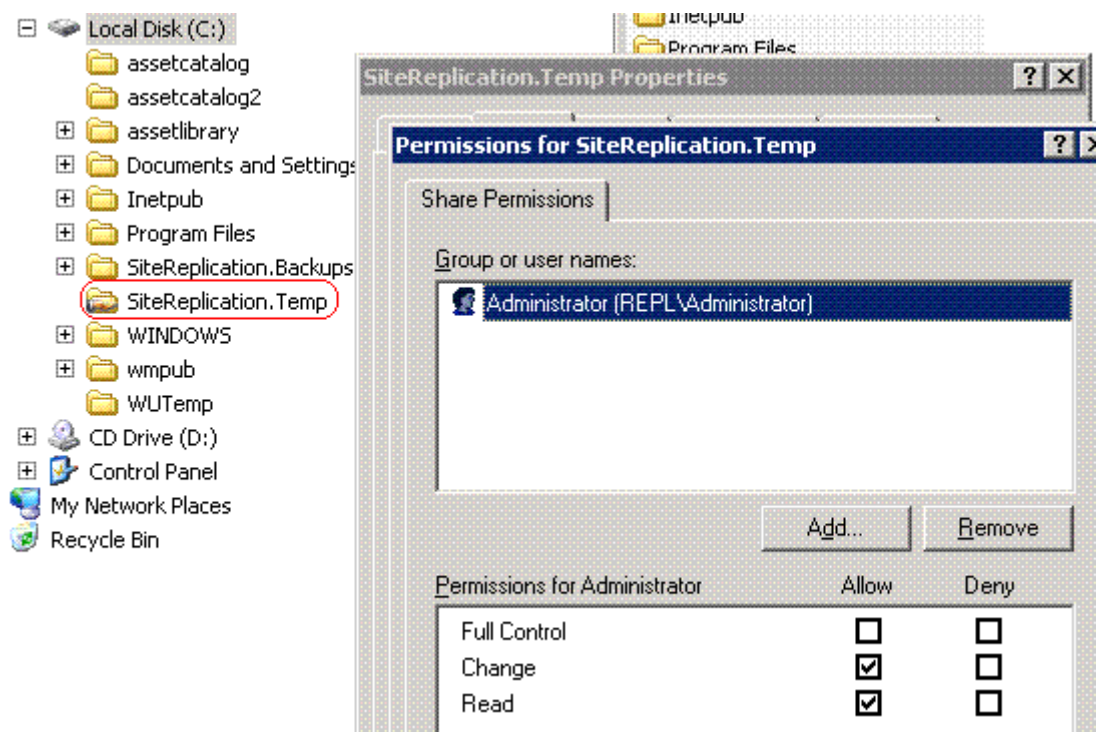 Local Disk (C:)
assetcatalog
assetcatalog2
assetlibrary
Documents and Settings
Inetpub
Program Files
SiteReplication.Backups
SiteReplication.Temp
WINDOWS
wmpub
WUTemp
CD Drive (D:)
Control Panel
My Network Places
Recycle Bin
Inetpub
Program Files
SiteReplication.Temp Properties
Permissions for SiteReplication.Temp
Share Permissions
Group or user names:
Administrator (REPL\Administrator)
Add...
Remove
Permissions for Administrator Allow Deny
Full Control
Change
Read